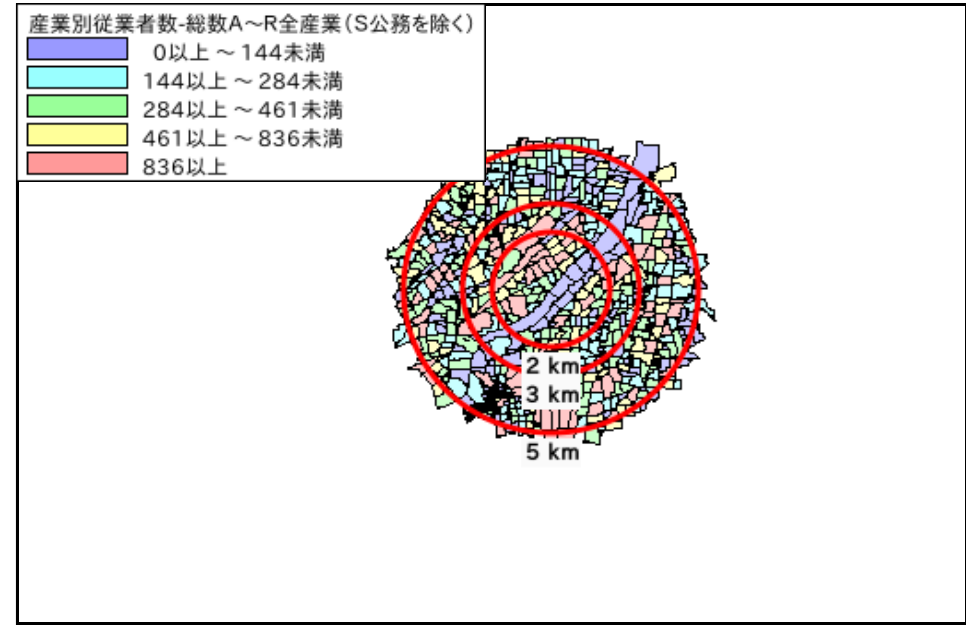 産業別従業者数-総数A～R全産業(S公務を除く)
0以上 ～ 144未満
144以上 ～ 284未満
284以上 ～ 461未満
461以上 ～ 836未満
836以上
2 km
3 km
5 km